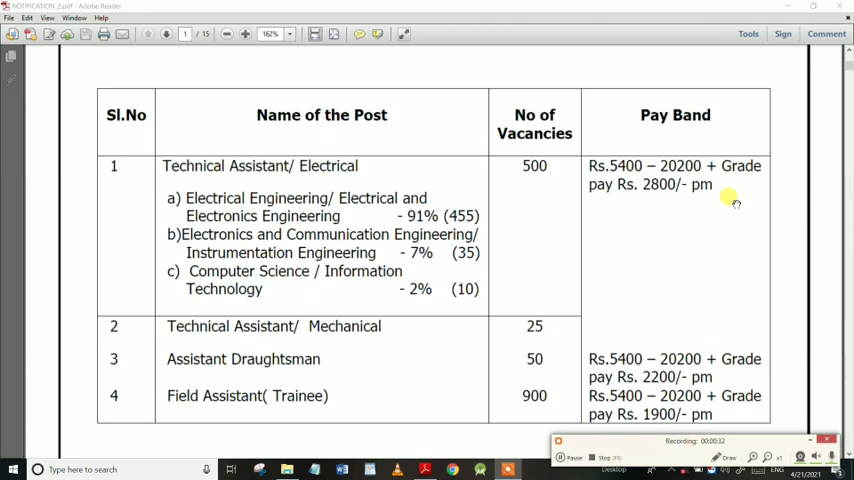 NOTIFICATION_2.pdf - Adobe Reader
File Edit View Window Help
1 / 15 162% Tools Sign Comment
Sl.No Name of the Post No of Vacancies Pay Band
1 Technical Assistant/ Electrical 500 Rs.5400 – 20200 + Grade
pay Rs. 2800/- pm
a) Electrical Engineering/ Electrical and
Electronics Engineering - 91% (455)
b)Electronics and Communication Engineering/
Instrumentation Engineering - 7% (35)
c) Computer Science / Information
Technology - 2% (10)
2 Technical Assistant/ Mechanical 25
3 Assistant Draughtsman 50 Rs.5400 – 20200 + Grade
pay Rs. 2200/- pm
4 Field Assistant( Trainee) 900 Rs.5400 – 20200 + Grade
pay Rs. 1900/- pm
Recording: 00:00:32
Pause Stop Draw x1
Type here to search Desktop ENG
4/21/2021